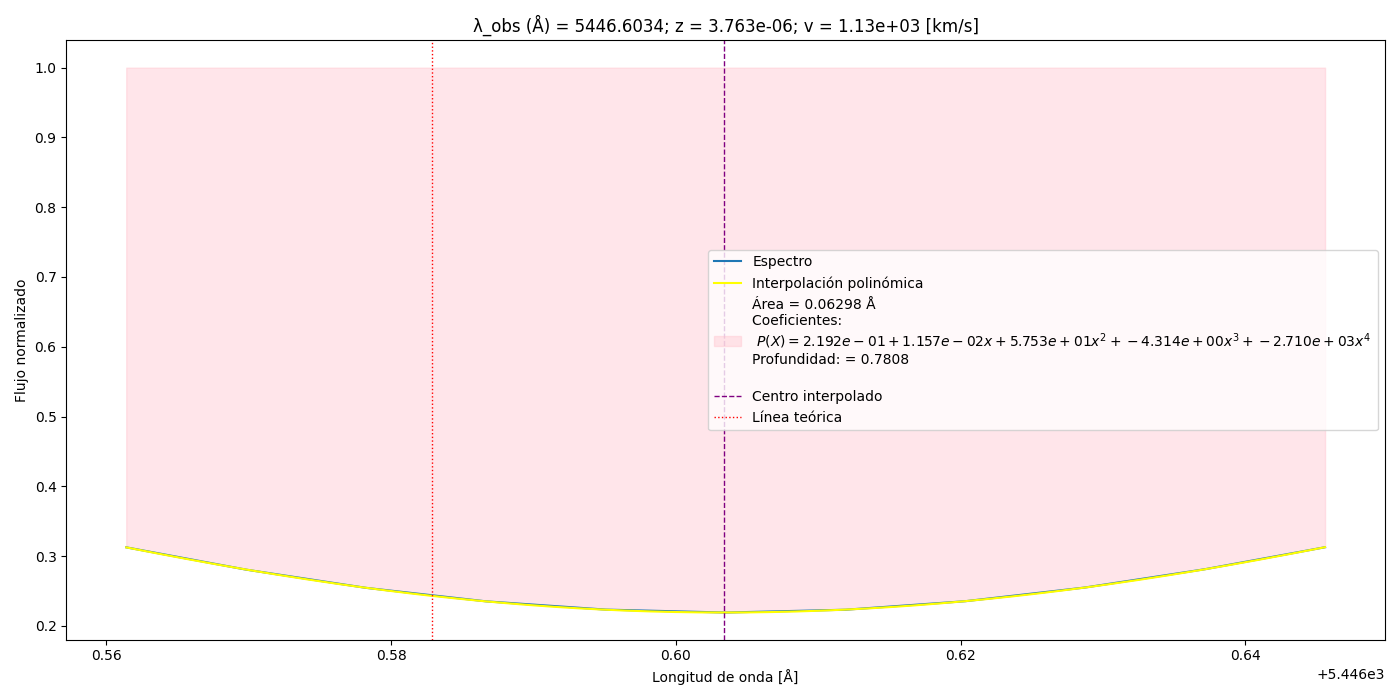 λ_obs (Å) = 5446.6034; z = 3.763e-06; v = 1.13e+03 [km/s]
Flujo normalizado
1.0
0.9
0.8
0.7
0.6
0.5
0.4
0.3
0.2
Espectro
Interpolación polinómica
Área = 0.06298 Å
Coeficientes:
P(X) = 2.192e − 01 + 1.157e − 02x + 5.753e + 01x² + −4.314e + 00x³ + −2.710e + 03x⁴
Profundidad: = 0.7808
Centro interpolado
Línea teórica
0.56 0.58 0.60 0.62 0.64
+5.446e3
Longitud de onda [Å]